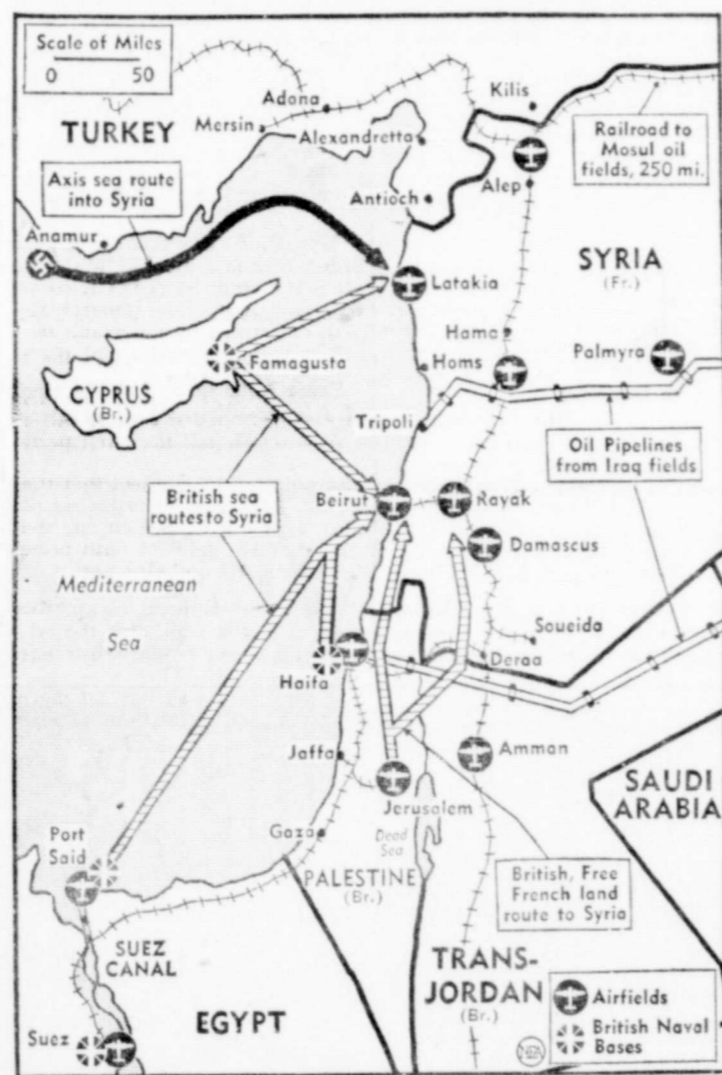 Scale of Miles
0 50
TURKEY
Adana
Mersin
Kilis
Alexandretta
Railroad to
Mosul oil
fields, 250 mi.
Axis sea route
into Syria
Antioch
Alep
Anamur
SYRIA
(Fr.)
Latakia
Hama
Famagusta
Homs
Palmyra
CYPRUS
(Br.)
Tripoli
Oil Pipelines
from Iraq fields
British sea
routes to Syria
Beirut
Rayak
Damascus
Mediterranean
Sea
Soueida
Deraa
Haifa
Jaffa
Amman
Jerusalem
SAUDI
ARABIA
Port
Said
Gaza
Dead
Sea
PALESTINE
(Br.)
British, Free
French land
route to Syria
SUEZ
CANAL
TRANS-
JORDAN
(Br.)
EGYPT
Airfields
British Naval
Bases
Suez
NEA